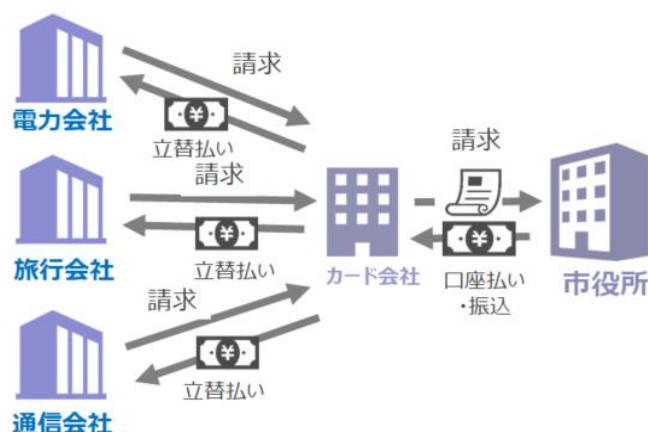 請求
電力会社
¥
立替払い
請求
¥
旅行会社
立替払い
請求
¥
立替払い
通信会社
カード会社
請求
¥
口座払い
・振込
市役所